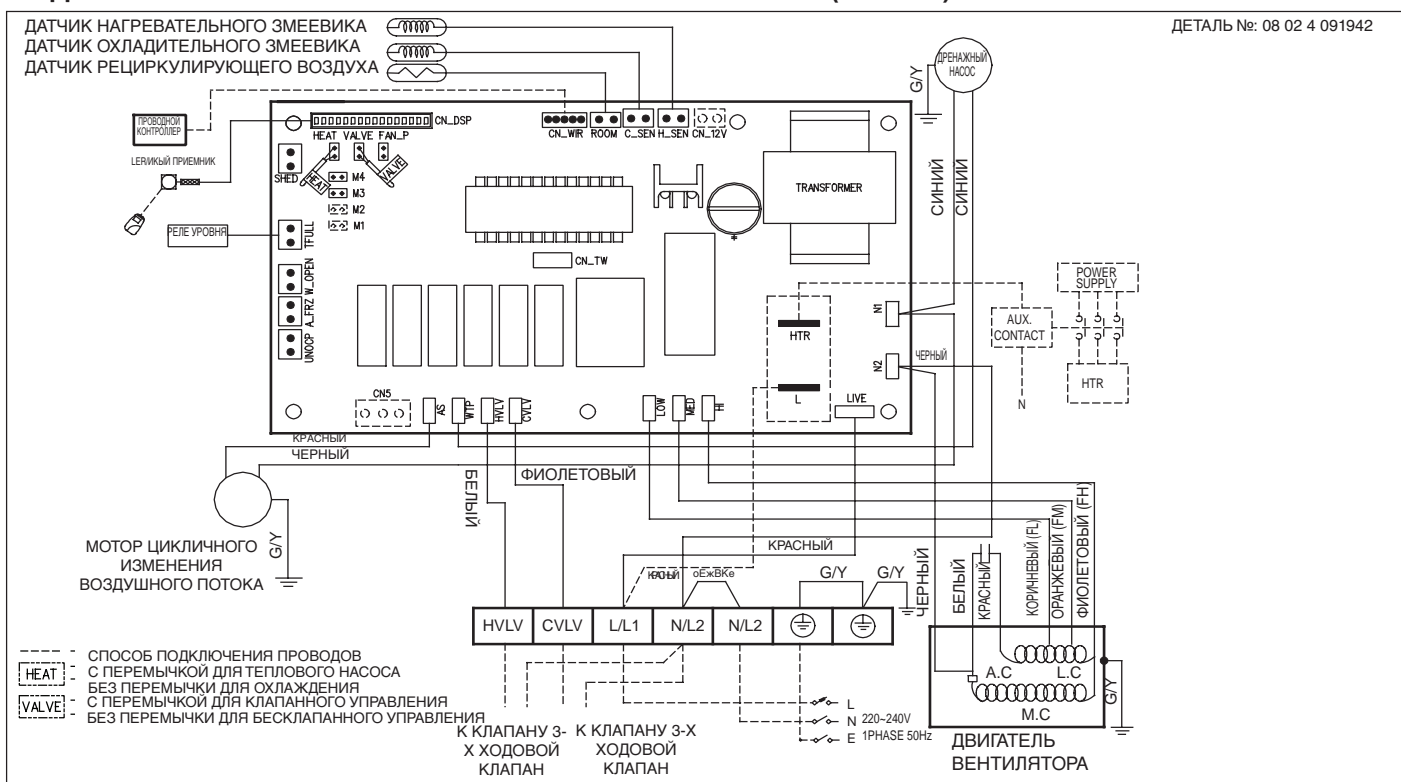 ДАТЧИК НАГРЕВАТЕЛЬНОГО ЗМЕЕВИКА
ДАТЧИК ОХЛАДИТЕЛЬНОГО ЗМЕЕВИКА
ДАТЧИК РЕЦИРКУЛИРУЮЩЕГО ВОЗДУХА
ДЕТАЛЬ №: 08 02 4 091942
ДРЕНАЖНЫЙ
НАСОС
G/Y
ПРОВОДНОЙ
КОНТРОЛЛЕР
CN_DSP
HEAT VALVE FAN_P
CN_WIR ROOM C_SEN H_SEN CN_12V
LER/ИКЫЙ ПРИЕМНИК
SHED
HEAT
VALVE
M4
M3
M2
M1
TRANSFORMER
СИНИЙ
СИНИЙ
РЕЛЕ УРОВНЯ
TFULL
W_OPEN
A_FRZ
UNOCP
CN_TW
POWER
SUPPLY
AUX.
CONTACT
HTR
N
HTR
L
N1
N2
ЧЕРНЫЙ
CN5
AS
WTP
HVLV
CVLV
LOW
MED
HI
LIVE
КРАСНЫЙ
ЧЕРНЫЙ
БЕЛЫЙ
ФИОЛЕТОВЫЙ
G/Y
МОТОР ЦИКЛИЧНОГО
ИЗМЕНЕНИЯ
ВОЗДУШНОГО ПОТОКА
КРАСНЫЙ
оЕжВКе
G/Y
G/Y
HVLV CVLV L/L1 N/L2 N/L2
ЧЕРНЫЙ
БЕЛЫЙ
КРАСНЫЙ
КОРИЧНЕВЫЙ (FL)
ОРАНЖЕВЫЙ (FM)
ФИОЛЕТОВЫЙ (FH)
A.C
L.C
M.C
G/Y
ДВИГАТЕЛЬ
ВЕНТИЛЯТОРА
СПОСОБ ПОДКЛЮЧЕНИЯ ПРОВОДОВ
HEAT - С ПЕРЕМЫЧКОЙ ДЛЯ ТЕПЛОВОГО НАСОСА
- БЕЗ ПЕРЕМЫЧКИ ДЛЯ ОХЛАЖДЕНИЯ
VALVE - С ПЕРЕМЫЧКОЙ ДЛЯ КЛАПАННОГО УПРАВЛЕНИЯ
- БЕЗ ПЕРЕМЫЧКИ ДЛЯ БЕСКЛАПАННОГО УПРАВЛЕНИЯ
К КЛАПАНУ 3-
Х ХОДОВОЙ
КЛАПАН
К КЛАПАНУ 3-Х
ХОДОВОЙ
КЛАПАН
L
N 220~240V
E 1PHASE 50Hz